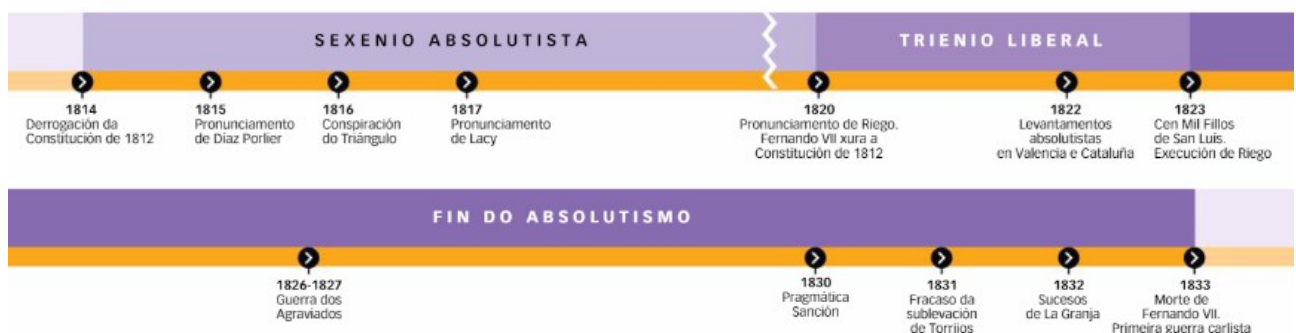 SEXENIO ABSOLUTISTA
TRIENIO LIBERAL
1814
Derrogación da
Constitución de 1812
1815
Pronunciamento
de Díaz Porlier
1816
Conspiración
do Triángulo
1817
Pronunciamento
de Lacy
1820
Pronunciamento de Riego.
Fernando VII xura a
Constitución de 1812
1822
Levantamentos
absolutistas
en Valencia e Cataluña
1823
Cen Mil Fillos
de San Luís.
Execución de Riego
FIN DO ABSOLUTISMO
1826-1827
Guerra dos
Agraviados
1830
Pragmática
Sanción
1831
Fracaso da
sublevación
de Torrijos
1832
Sucesos
de La Granja
1833
Morte de
Fernando VII.
Primeira guerra carlista